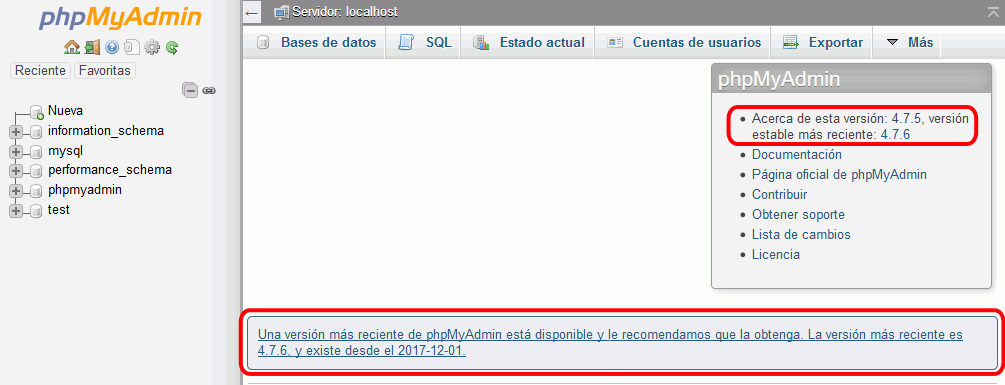 phpMyAdmin
Reciente Favoritas
Nueva
information_schema
mysql
performance_schema
phpmyadmin
test
Servidor: localhost
Bases de datos SQL Estado actual Cuentas de usuarios Exportar Más
phpMyAdmin
Acerca de esta versión: 4.7.5, versión
estable más reciente: 4.7.6
Documentación
Página oficial de phpMyAdmin
Contribuir
Obtener soporte
Lista de cambios
Licencia
Una versión más reciente de phpMyAdmin está disponible y le recomendamos que la obtenga. La versión más reciente es
4.7.6, y existe desde el 2017-12-01.